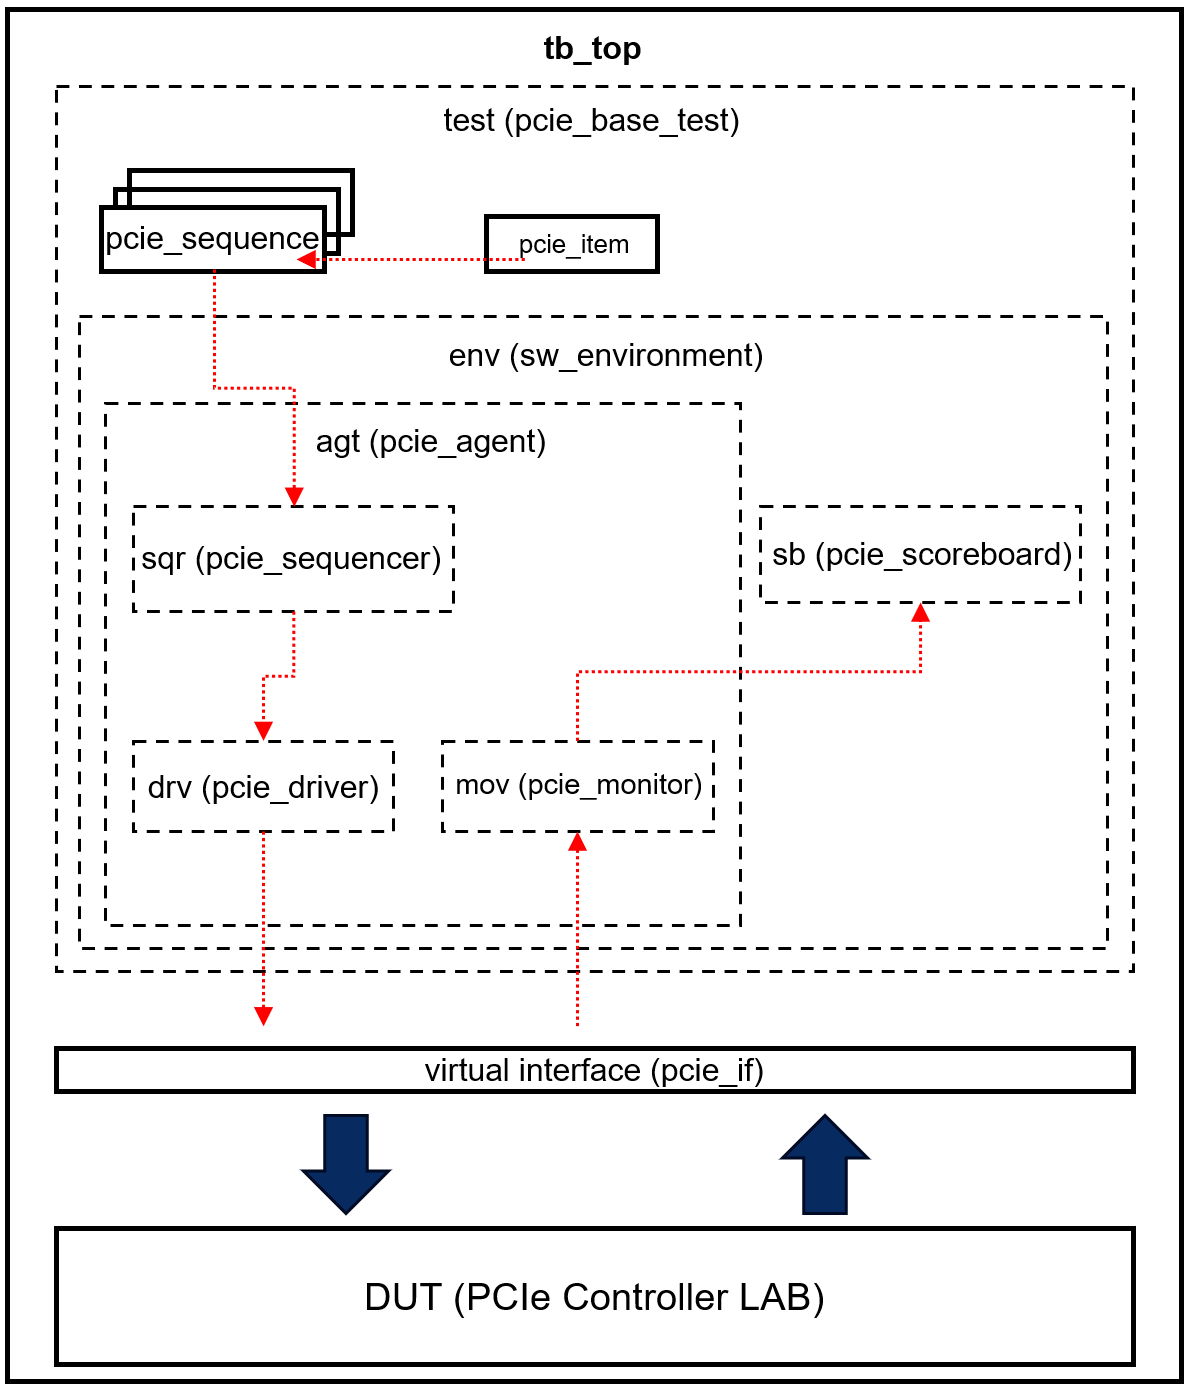 tb_top
test (pcie_base_test)
pcie_sequence
pcie_item
env (sw_environment)
agt (pcie_agent)
sqr (pcie_sequencer)
sb (pcie_scoreboard)
drv (pcie_driver)
mov (pcie_monitor)
virtual interface (pcie_if)
DUT (PCIe Controller LAB)